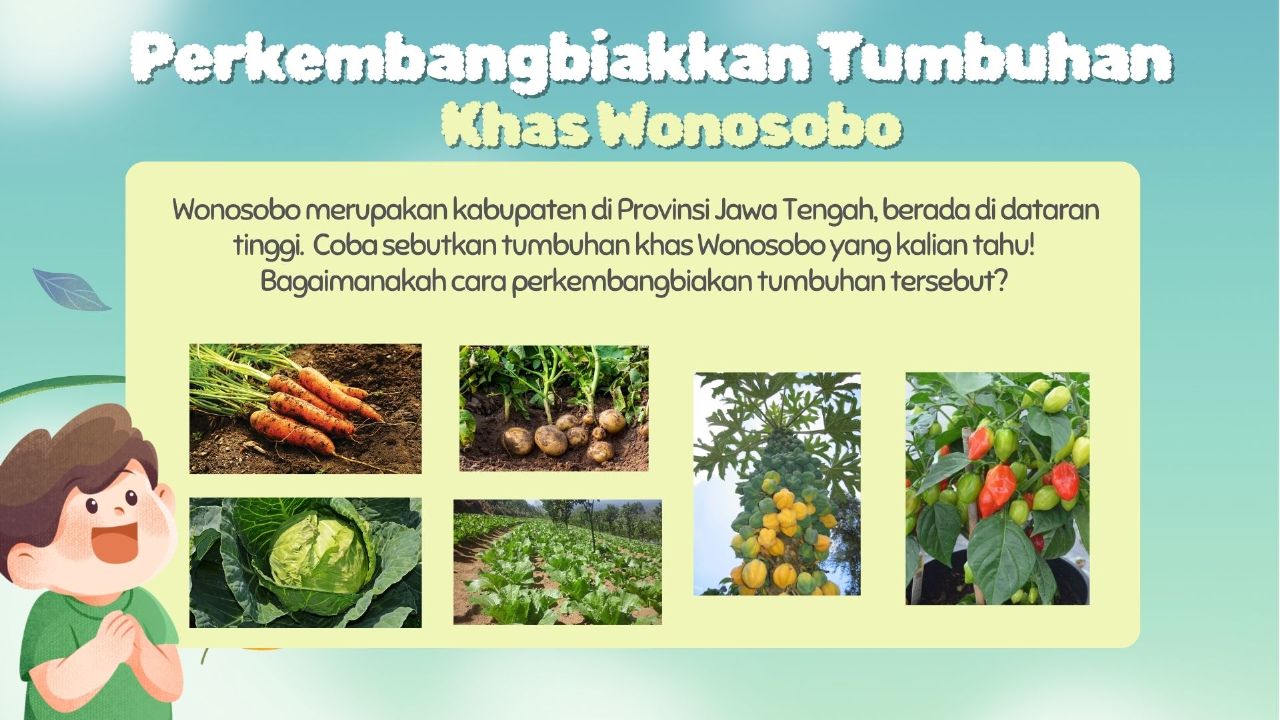 Perkembangbiakkan Tumbuhan
Khas Wonosobo
Wonosobo merupakan kabupaten di Provinsi Jawa Tengah, berada di dataran
tinggi. Coba sebutkan tumbuhan khas Wonosobo yang kalian tahu!
Bagaimanakah cara perkembangbiakan tumbuhan tersebut?